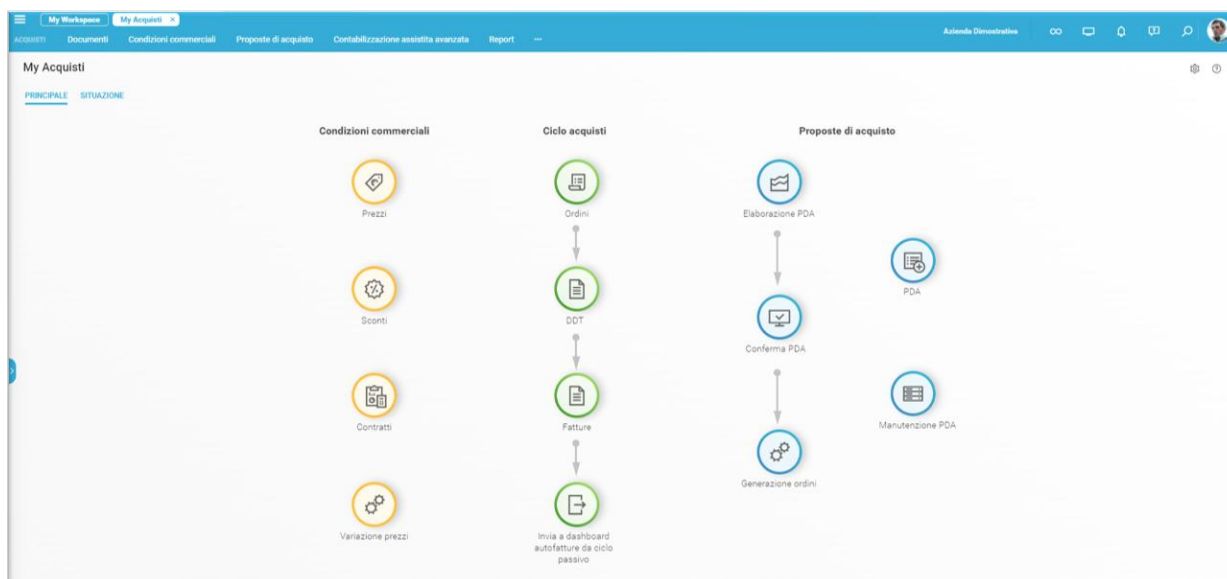 My Workspace
My Acquisti ×
ACQUISTI Documenti Condizioni commerciali Proposte di acquisto Contabilizzazione assistita avanzata Report ···
Azienda Dimostrativa
My Acquisti
PRINCIPALE SITUAZIONE
Condizioni commerciali
Prezzi
Sconti
Contratti
Variazione prezzi
Ciclo acquisti
Ordini
DDT
Fatture
Invia a dashboard
autofatture da ciclo
passivo
Proposte di acquisto
Elaborazione PDA
PDA
Conferma PDA
Manutenzione PDA
Generazione ordini